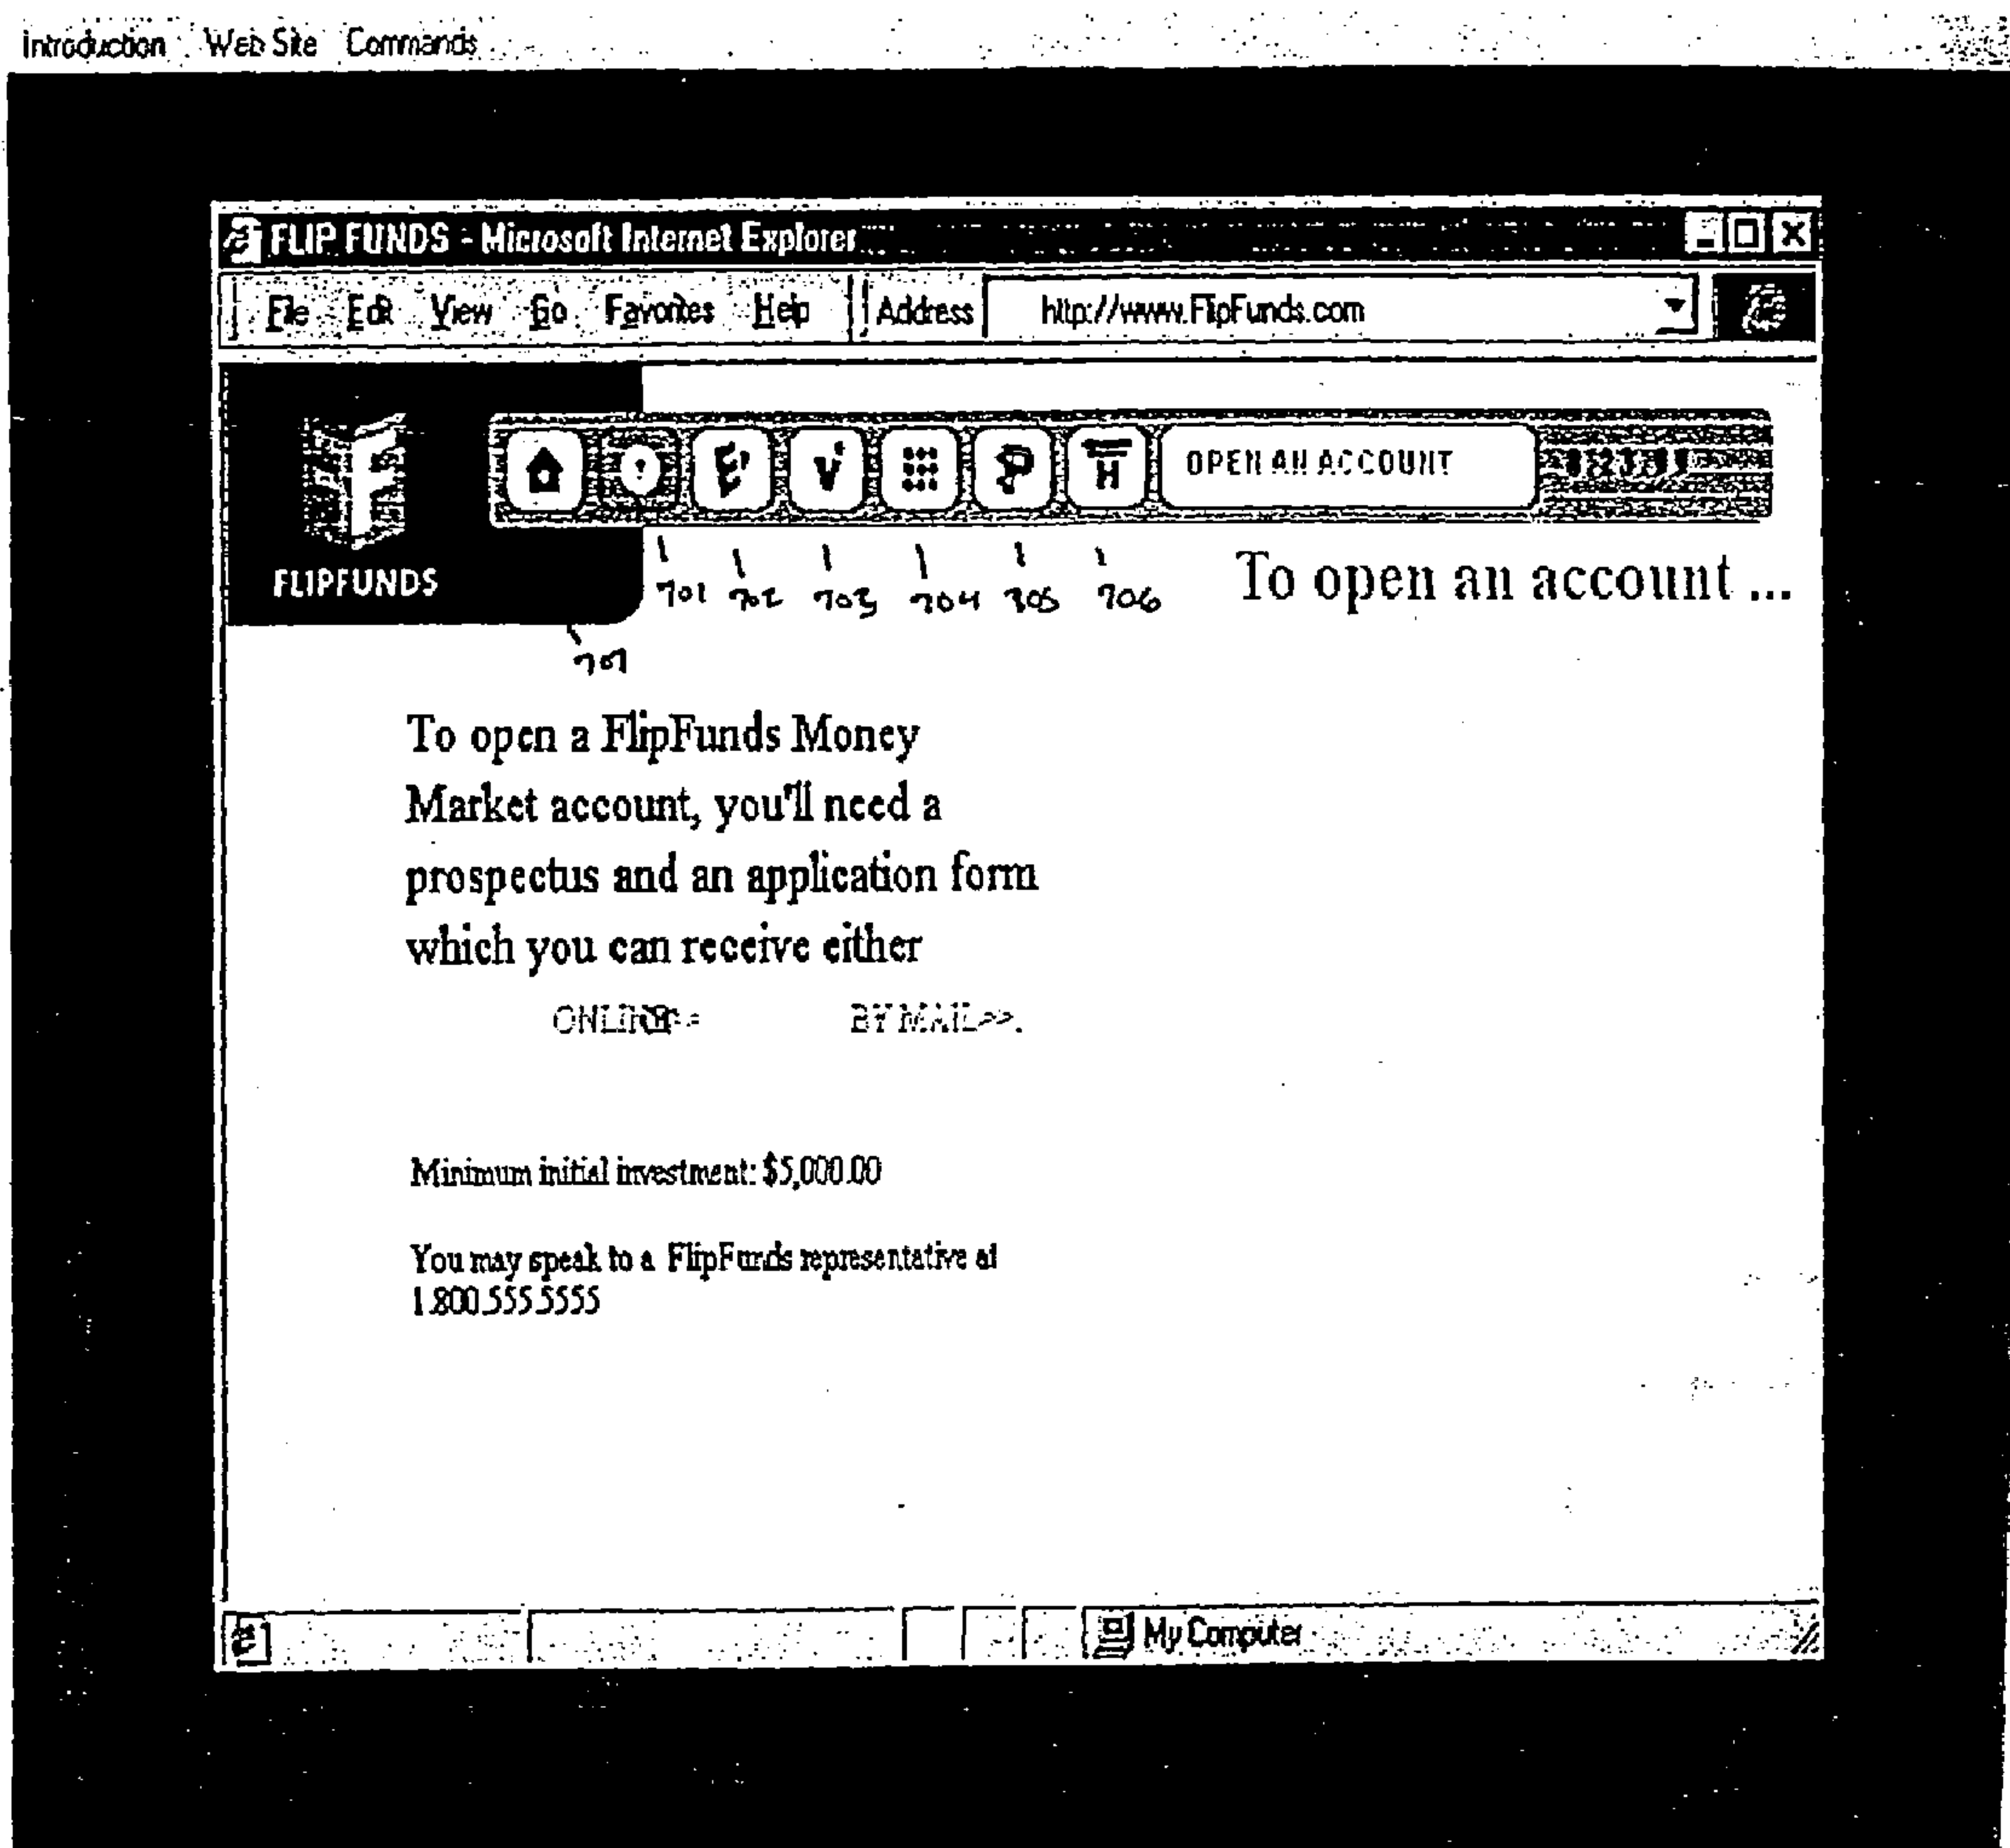 Introduction Web Site Commands
FLIP FUNDS - Microsoft Internet Explorer
File Edit View Go Favorites Help Address http://www.FlipFunds.com
F E V P H OPEN AN ACCOUNT
FLIPFUNDS
701 702 703 704 705 706
To open an account ...
707
To open a FlipFunds Money
Market account, you'll need a
prospectus and an application form
which you can receive either
ONLINE BY MAIL>>.
Minimum initial investment: $5,000.00
You may speak to a FlipFunds representative at
1.800.555.5555
My Computer